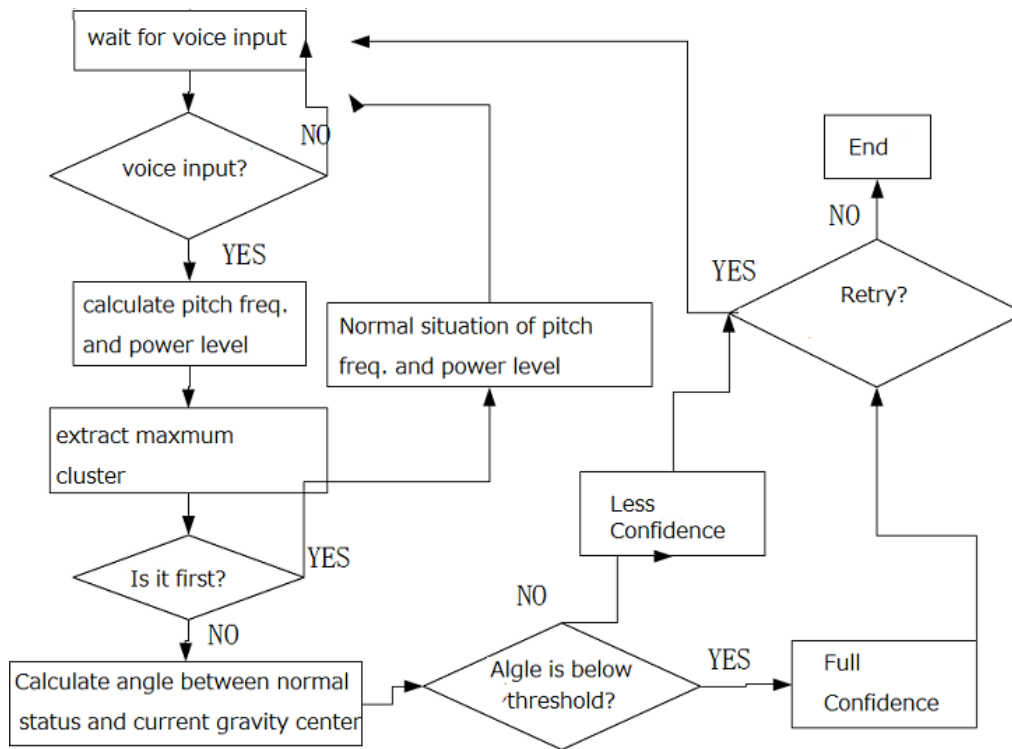 wait for voice input
NO
voice input?
YES
calculate pitch freq.
and power level
extract maxmum
cluster
Is it first?
YES
NO
Calculate angle between normal
status and current gravity center
Normal situation of pitch
freq. and power level
Algle is below
threshold?
NO
Less
Confidence
YES
Full
Confidence
YES
Retry?
NO
End